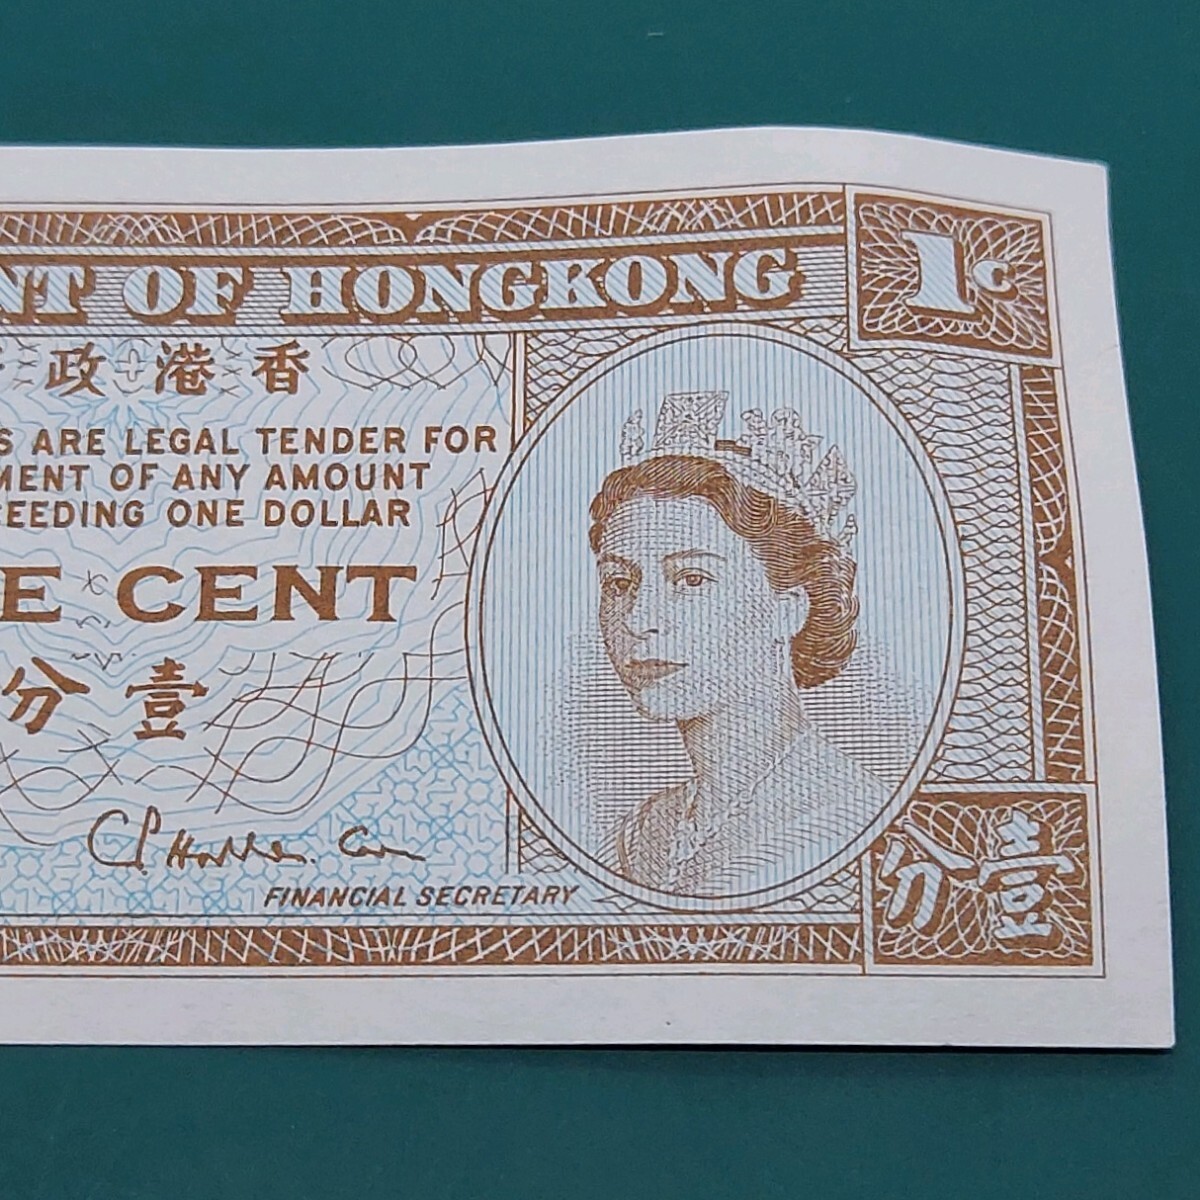 NT OF HONGKONG 1C
政港香
S ARE LEGAL TENDER FOR
MENT OF ANY AMOUNT
CEEDING ONE DOLLAR
E CENT
分壹
FINANCIAL SECRETARY
分壹